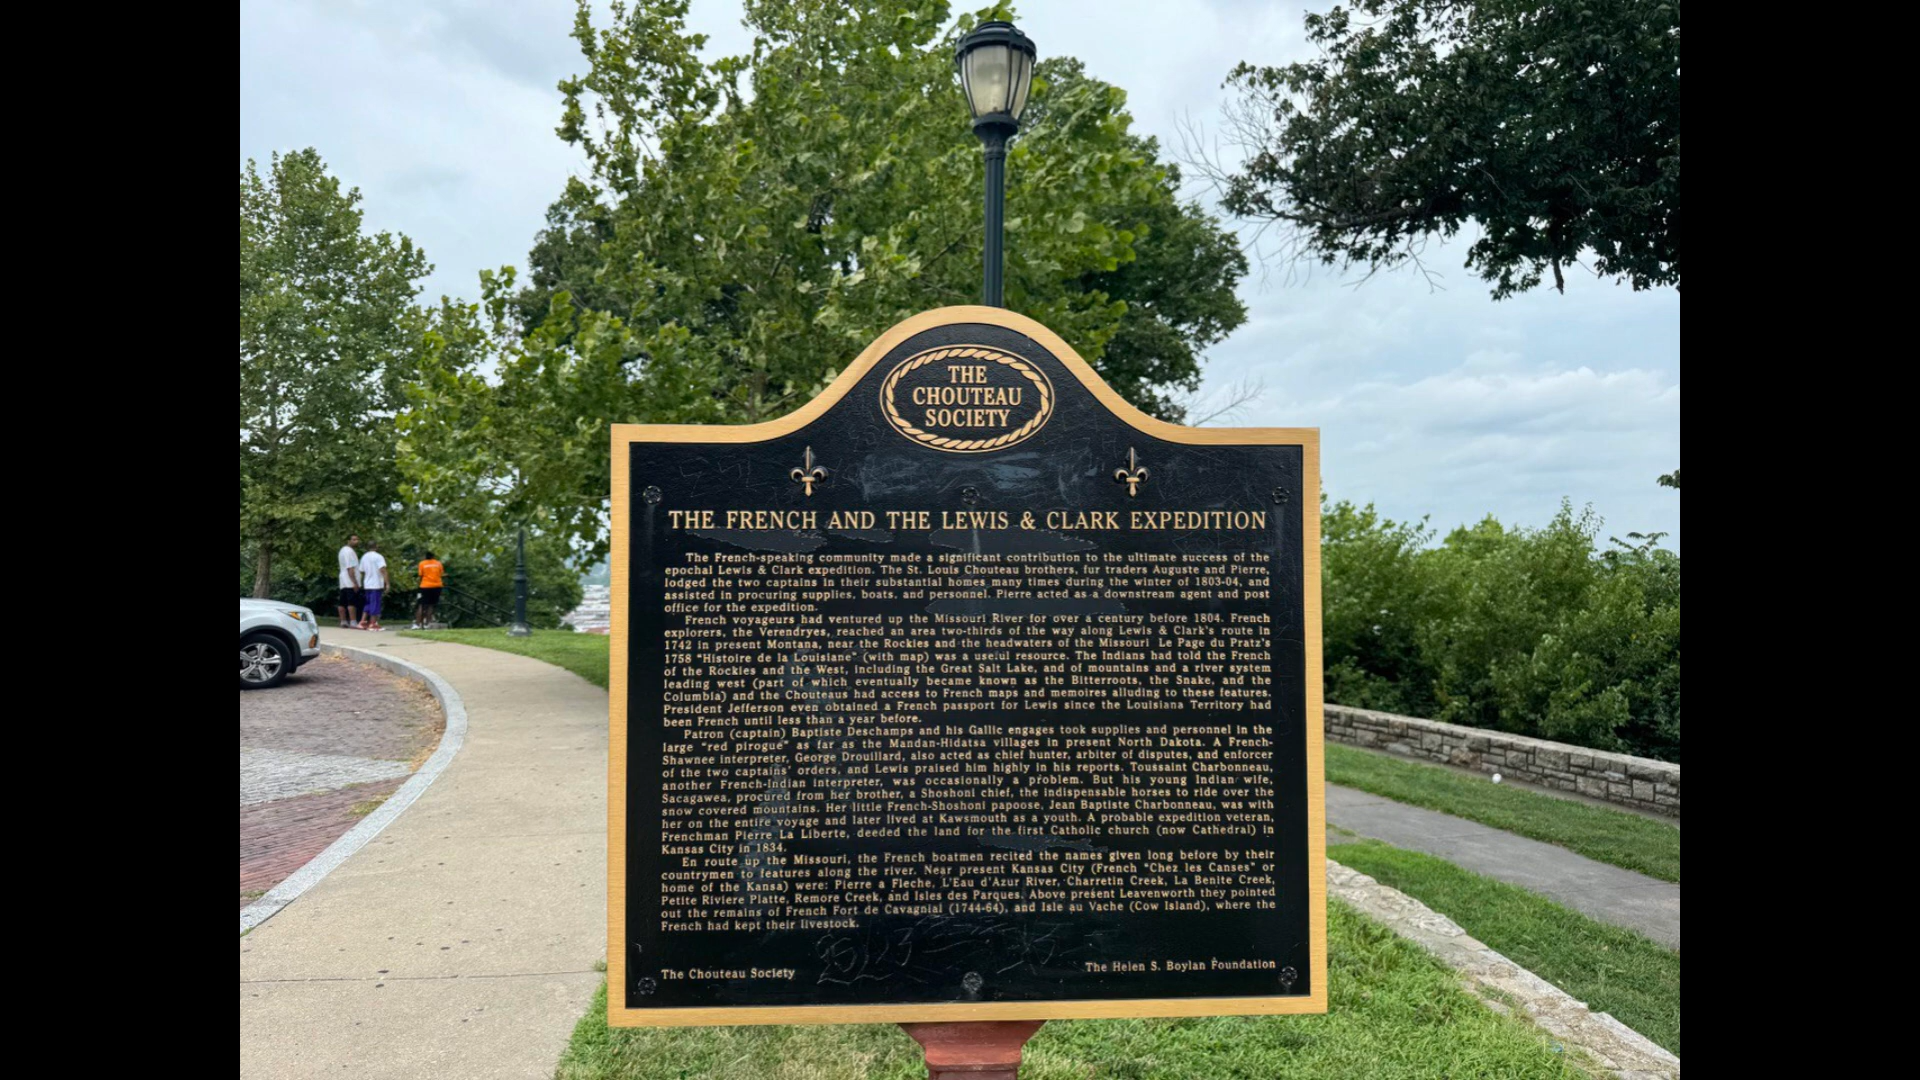 THE
CHOUTEAU
SOCIETY
THE FRENCH AND THE LEWIS & CLARK EXPEDITION
The French-speaking community made a significant contribution to the ultimate success of the
epochal Lewis & Clark expedition. The St. Louis Chouteau brothers, fur traders Auguste and Pierre,
lodged the two captains in their substantial homes many times during the winter of 1803-04, and
assisted in procuring supplies, boats, and personnel. Pierre acted as a downstream agent and post
office for the expedition.
French voyageurs had ventured up the Missouri River for over a century before 1804. French
explorers, the Verendryes, reached an area two-thirds of the way along Lewis & Clark's route in
1742 in present Montana, near the Rockies and the headwaters of the Missouri Le Page du Pratz's
1758 "Histoire de la Louisiane" (with map) was a useful resource. The Indians had told the French
of the Rockies and the West, including the Great Salt Lake, and of mountains and a river system
leading west (part of which eventually became known as the Bitterroots, the Snake, and the
Columbia) and the Chouteaus had access to French maps and memoires alluding to these features.
President Jefferson even obtained a French passport for Lewis since the Louisiana Territory had
been French until less than a year before.
Patron (captain) Baptiste Deschamps and his Gallic engages took supplies and personnel in the
large "red pirogue" as far as the Mandan-Hidatsa villages in present North Dakota. A French-
Shawnee interpreter, George Drouillard, also acted as chief hunter, arbiter of disputes, and enforcer
of the two captains' orders, and Lewis praised him highly in his reports. Toussaint Charbonneau,
another French-Indian interpreter, was occasionally a problem. But his young Indian wife,
Sacagawea, procured from her brother, a Shoshoni chief, the indispensable horses to ride over the
snow covered mountains. Her little French-Shoshoni papoose, Jean Baptiste Charbonneau, was with
her on the entire voyage and later lived at Kawsmouth as a youth. A probable expedition veteran,
Frenchman Pierre La Liberte, deeded the land for the first Catholic church (now Cathedral) in
Kansas City in 1834.
En route up the Missouri, the French boatmen recited the names given long before by their
countrymen to features along the river. Near present Kansas City (French "Chez les Canses" or
home of the Kansa) were: Pierre a Fleche, L'Eau d'Azur River, Charretin Creek, La Benite Creek,
Petite Riviere Platte, Remore Creek, and Isles des Parques. Above present Leavenworth they pointed
out the remains of French Fort de Cavagnial (1744-64), and Isle au Vache (Cow Island), where the
French had kept their livestock.
The Chouteau Society
The Helen S. Boylan Foundation